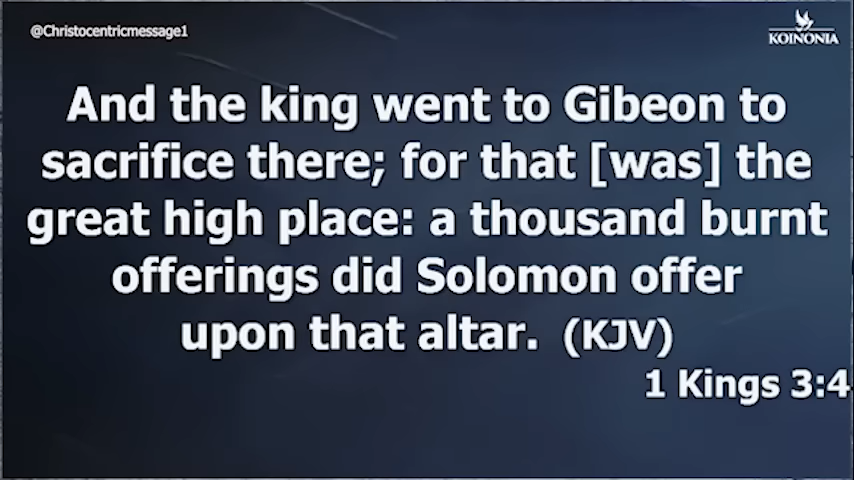 @Christocentricmessage1
KOINONIA
And the king went to Gibeon to
sacrifice there; for that [was] the
great high place: a thousand burnt
offerings did Solomon offer
upon that altar. (KJV)
1 Kings 3:4